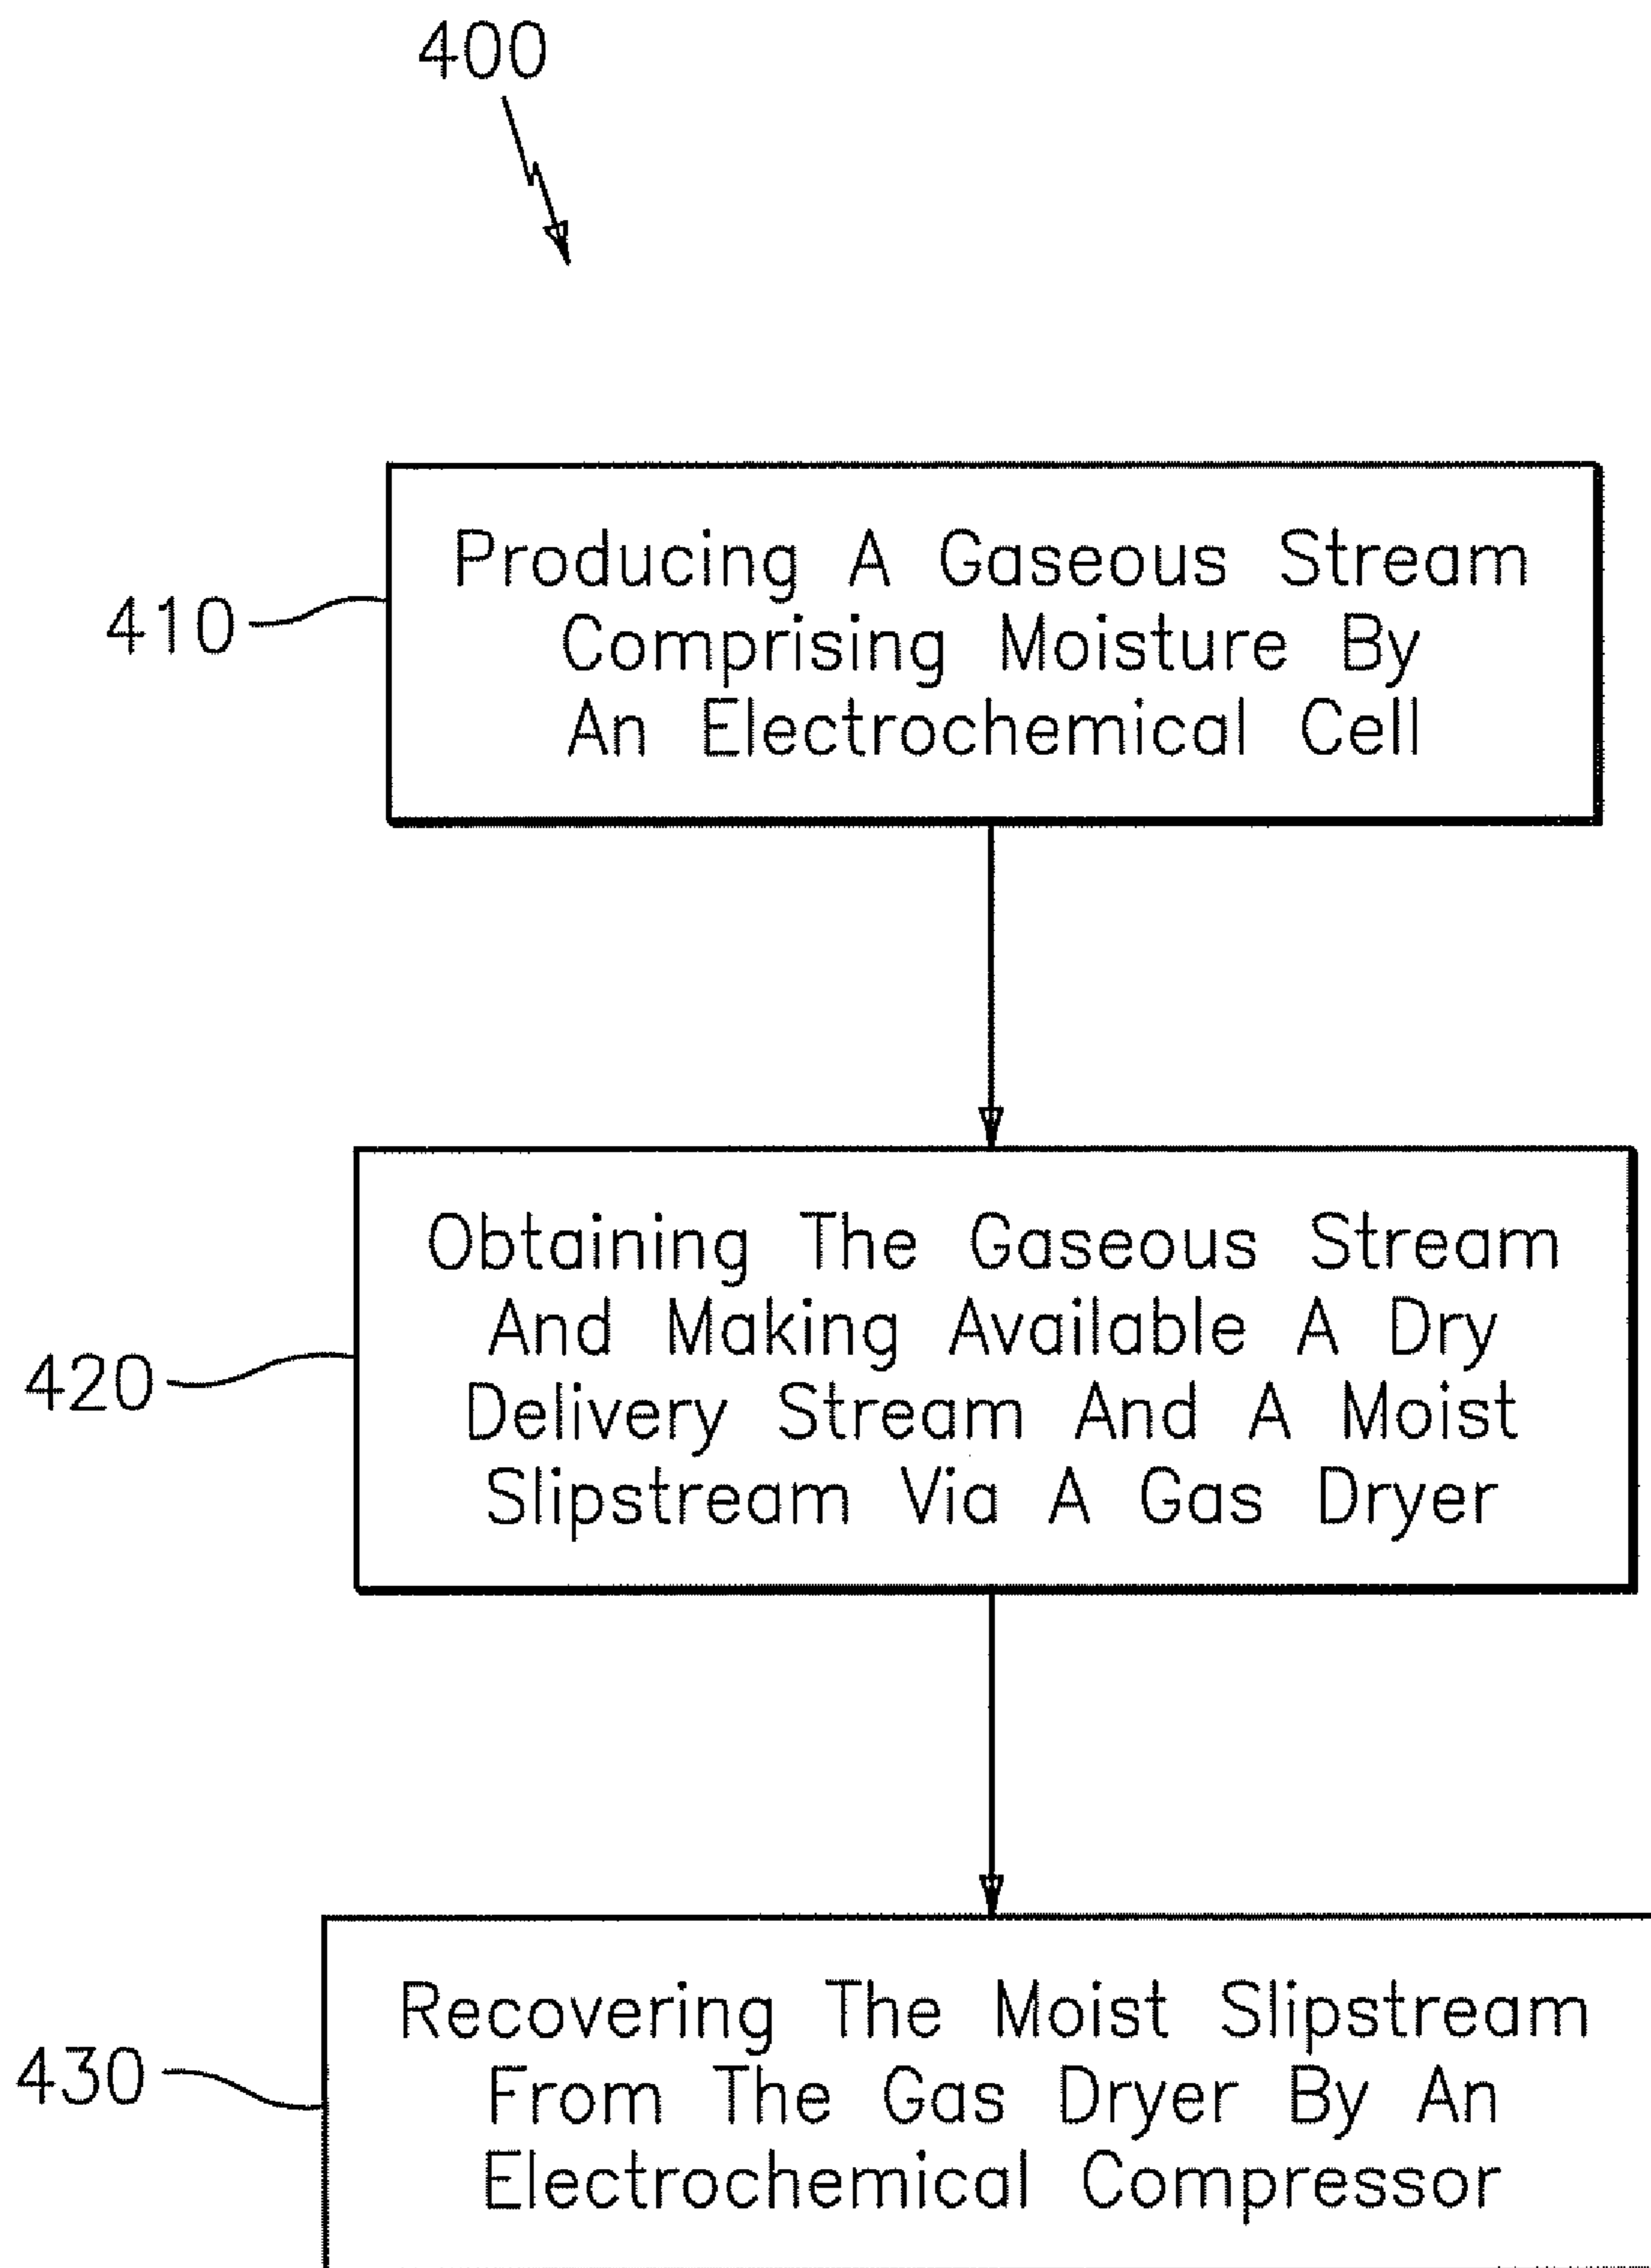 400
410
Producing A Gaseous Stream
Comprising Moisture By
An Electrochemical Cell
420
Obtaining The Gaseous Stream
And Making Available A Dry
Delivery Stream And A Moist
Slipstream Via A Gas Dryer
430
Recovering The Moist Slipstream
From The Gas Dryer By An
Electrochemical Compressor